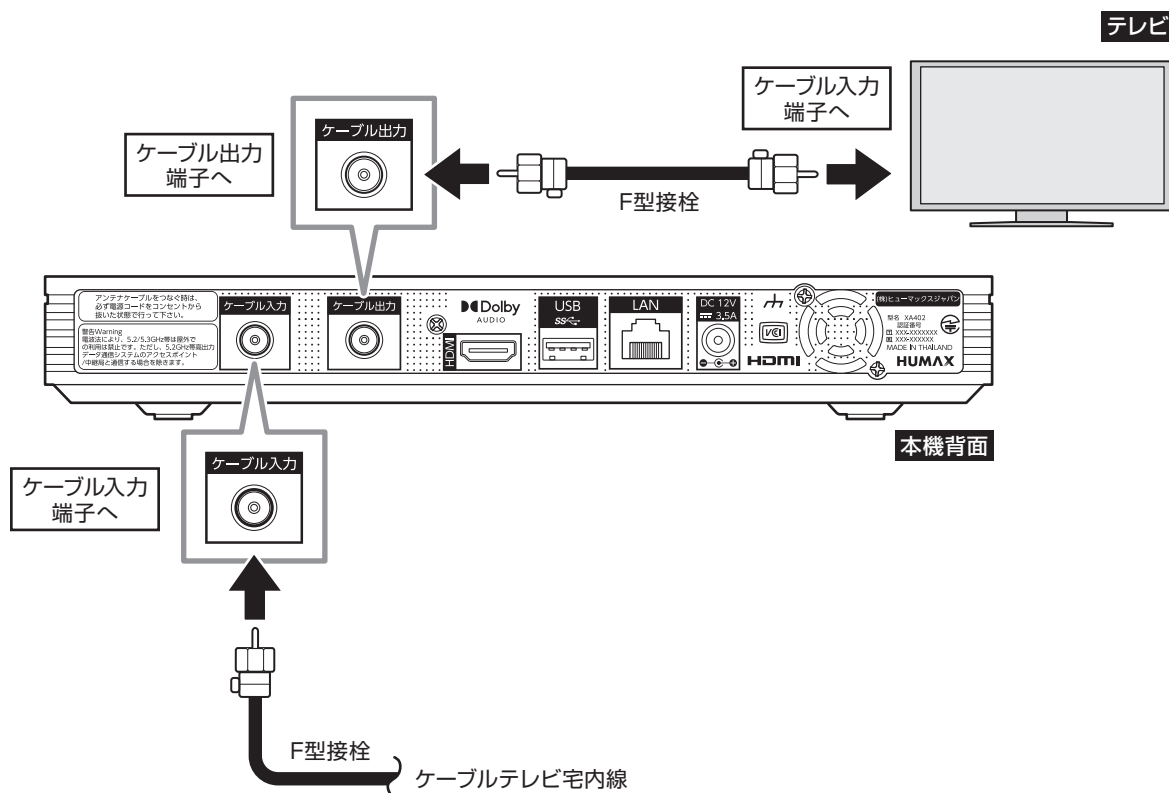 テレビ
ケーブル入力
端子へ
ケーブル出力
ケーブル出力
端子へ
F型接栓
アンテナケーブルをつなぐ時は、
必ず電源コードをコンセントから
抜いた状態で行って下さい。
警告Warning
電波法により、5.2/5.3GHz帯は屋外で
の利用は禁止です。ただし、5.2GHz帯高出力
データ通信システムのアクセスポイント
/中継局と通信する場合を除きます。
ケーブル入力
ケーブル出力
Dolby
AUDIO
HDMI
USB
SS
LAN
DC 12V
3.5A
VCI
HDMI
(株)ヒューマックスジャパン
型名 XA402
認証番号
R XXX-XXXXXXX
T XXX-XXXXXX
MADE IN THAILAND
HUMAX
本機背面
ケーブル入力
ケーブル入力
端子へ
F型接栓
ケーブルテレビ宅内線